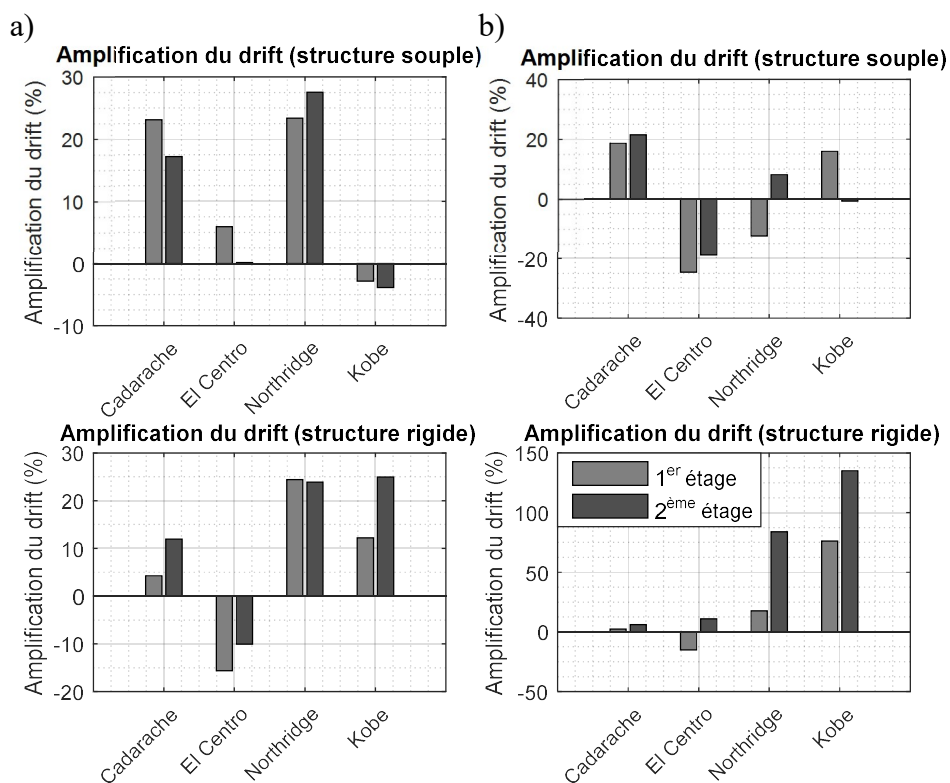 a)
Amplification du drift (structure souple)
Amplification du drift (%)
30
20
10
0
-10
Cadarache
El Centro
Northridge
Kobe
b)
Amplification du drift (structure souple)
Amplification du drift (%)
40
20
0
-20
-40
Cadarache
El Centro
Northridge
Kobe
Amplification du drift (structure rigide)
Amplification du drift (%)
30
20
10
0
-10
-20
Cadarache
El Centro
Northridge
Kobe
Amplification du drift (structure rigide)
Amplification du drift (%)
150
100
50
0
-50
1er étage
2ème étage
Cadarache
El Centro
Northridge
Kobe